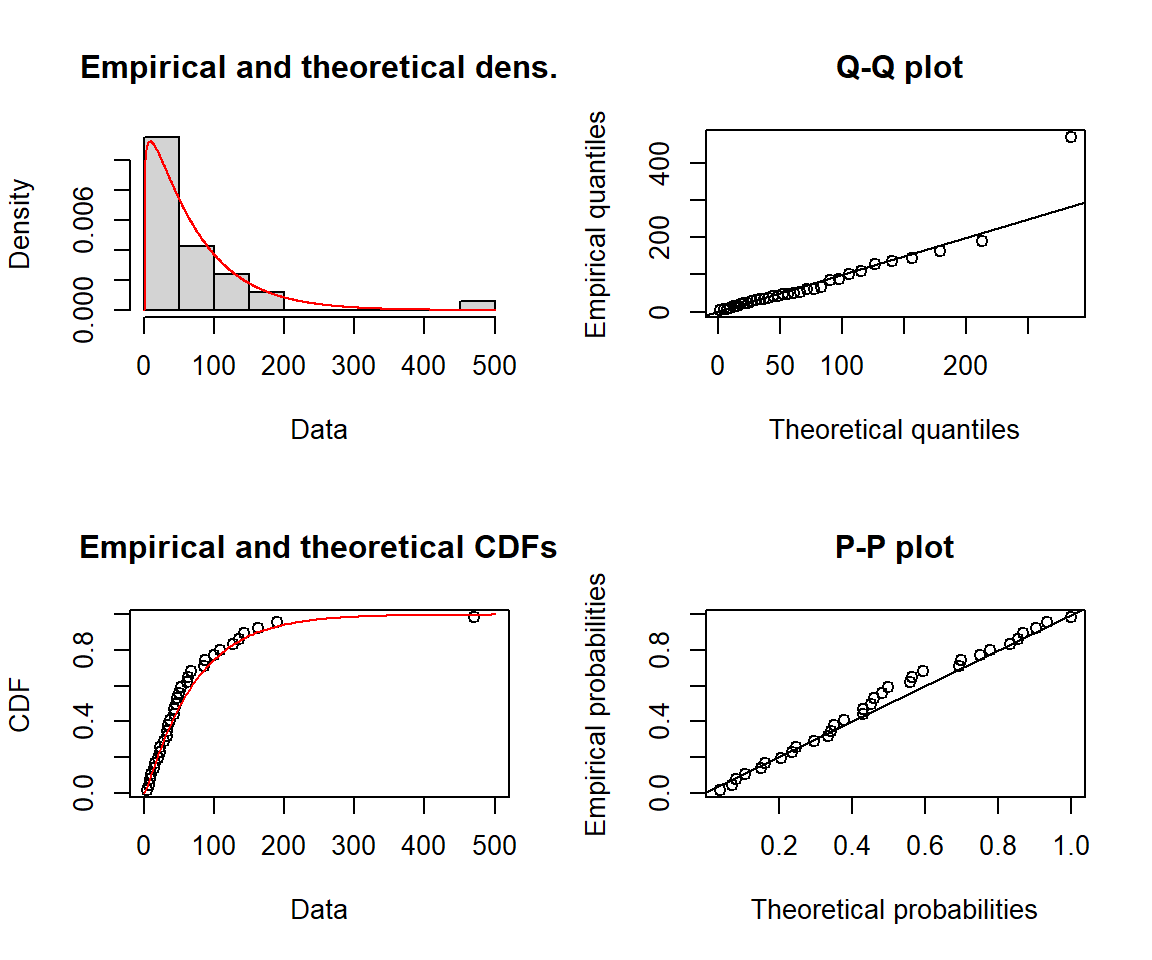 Empirical and theoretical dens.
Density
0.000 0.006
0 100 200 300 400 500
Data
Q-Q plot
Empirical quantiles
0 200 400
0 50 100 200
Theoretical quantiles
Empirical and theoretical CDFs
CDF
0.0 0.4 0.8
0 100 200 300 400 500
Data
P-P plot
Empirical probabilities
0.0 0.4 0.8
0.2 0.4 0.6 0.8 1.0
Theoretical probabilities